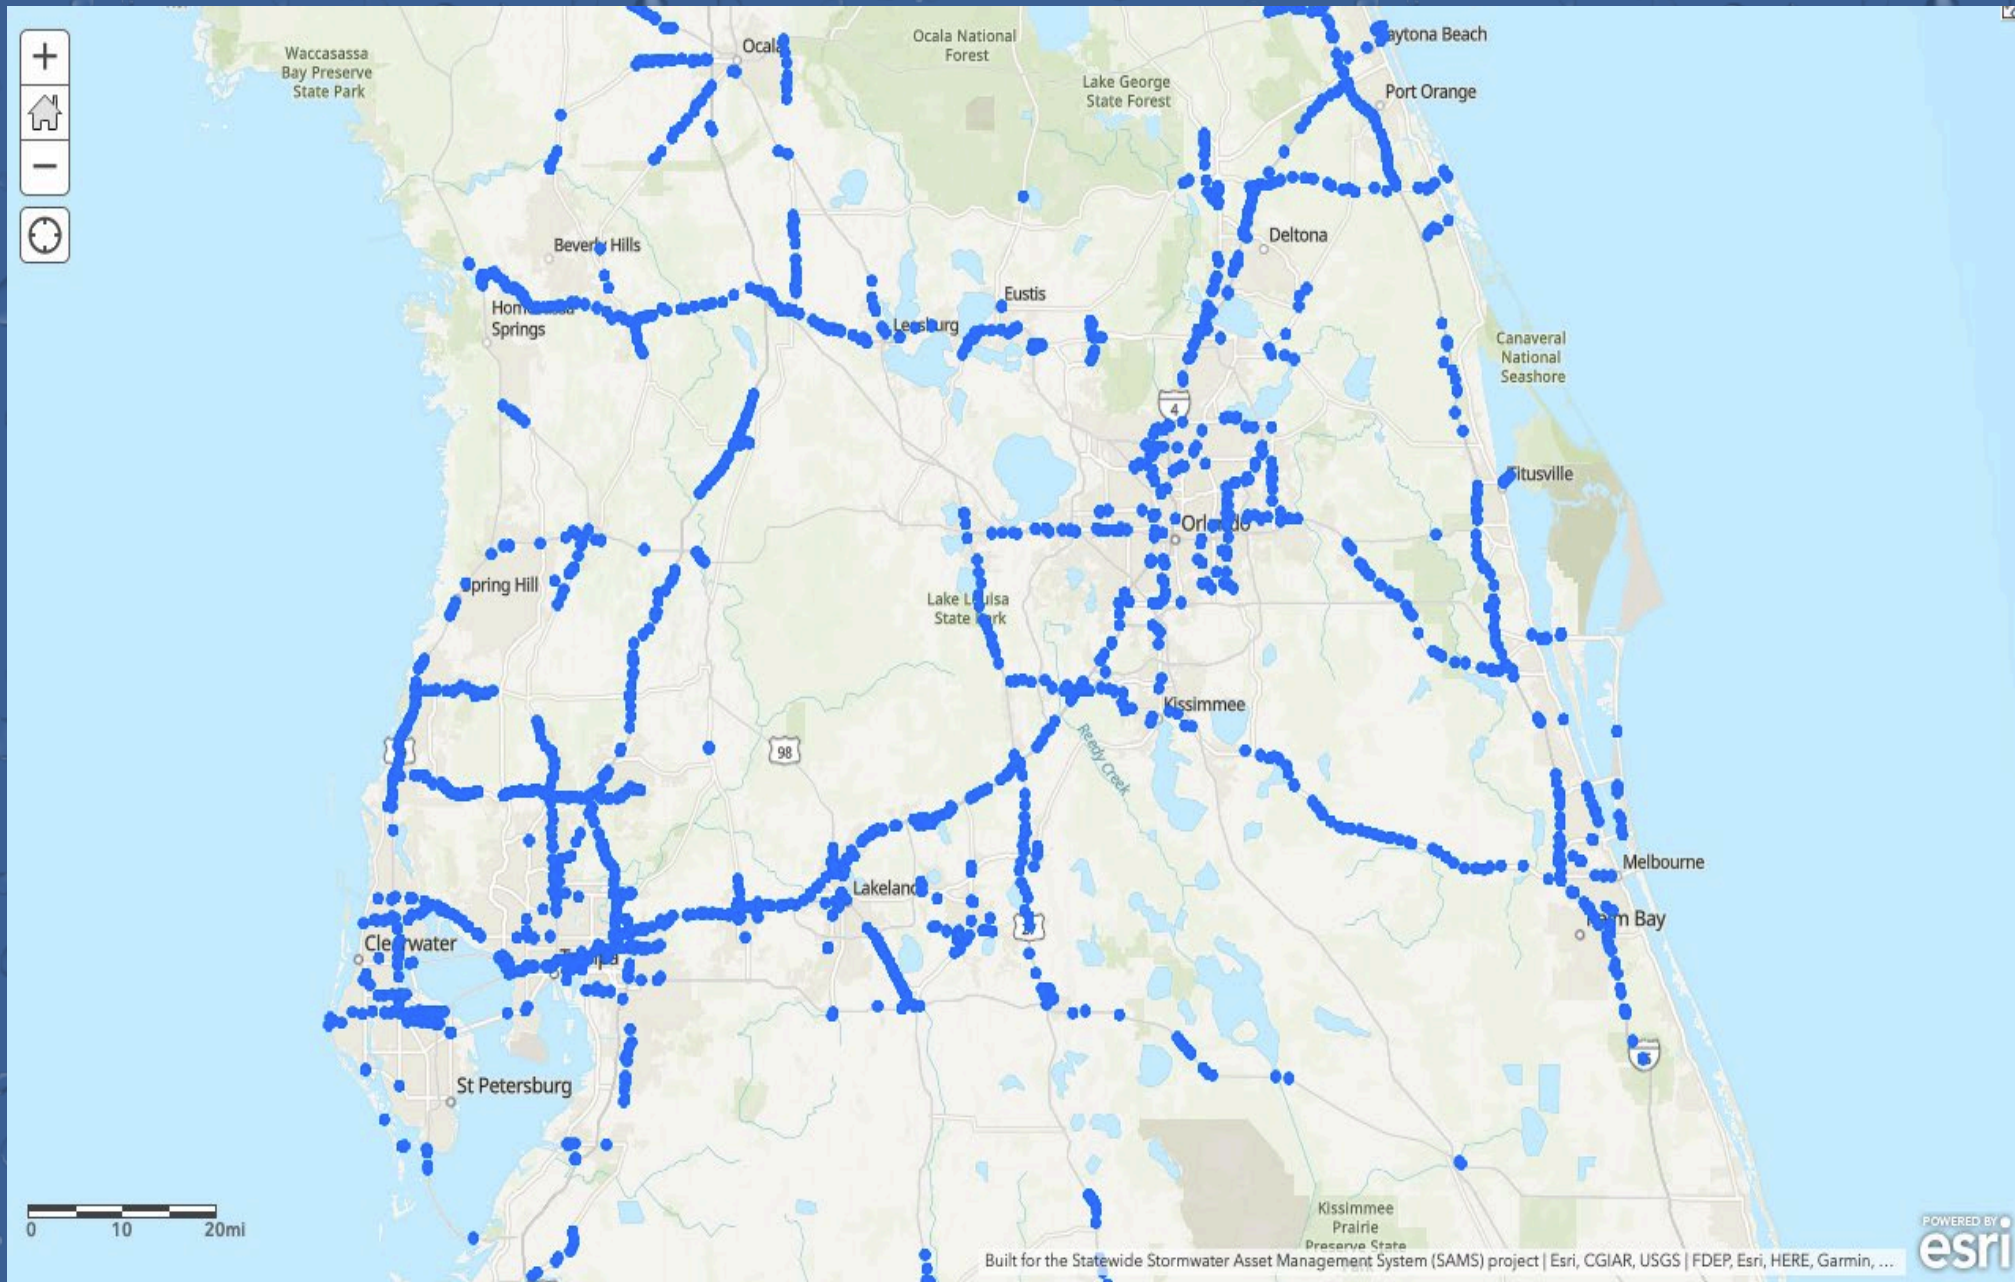 Waccasassa
Bay Preserve
State Park
Ocala
Ocala National
Forest
Daytona Beach
Lake George
State Forest
Port Orange
Beverly Hills
Deltona
Homosassa
Springs
Eustis
Leesburg
Canaveral
National
Seashore
4
Titusville
Orlando
Spring Hill
Lake Louisa
State Park
Kissimmee
98
Reedy Creek
Melbourne
Lakeland
Palm Bay
27
Clearwater
Tampa
St Petersburg
0 10 20mi
Kissimmee
Prairie
Preserve State
Built for the Statewide Stormwater Asset Management System (SAMS) project | Esri, CGIAR, USGS | FDEP, Esri, HERE, Garmin, ...
POWERED BY
esri